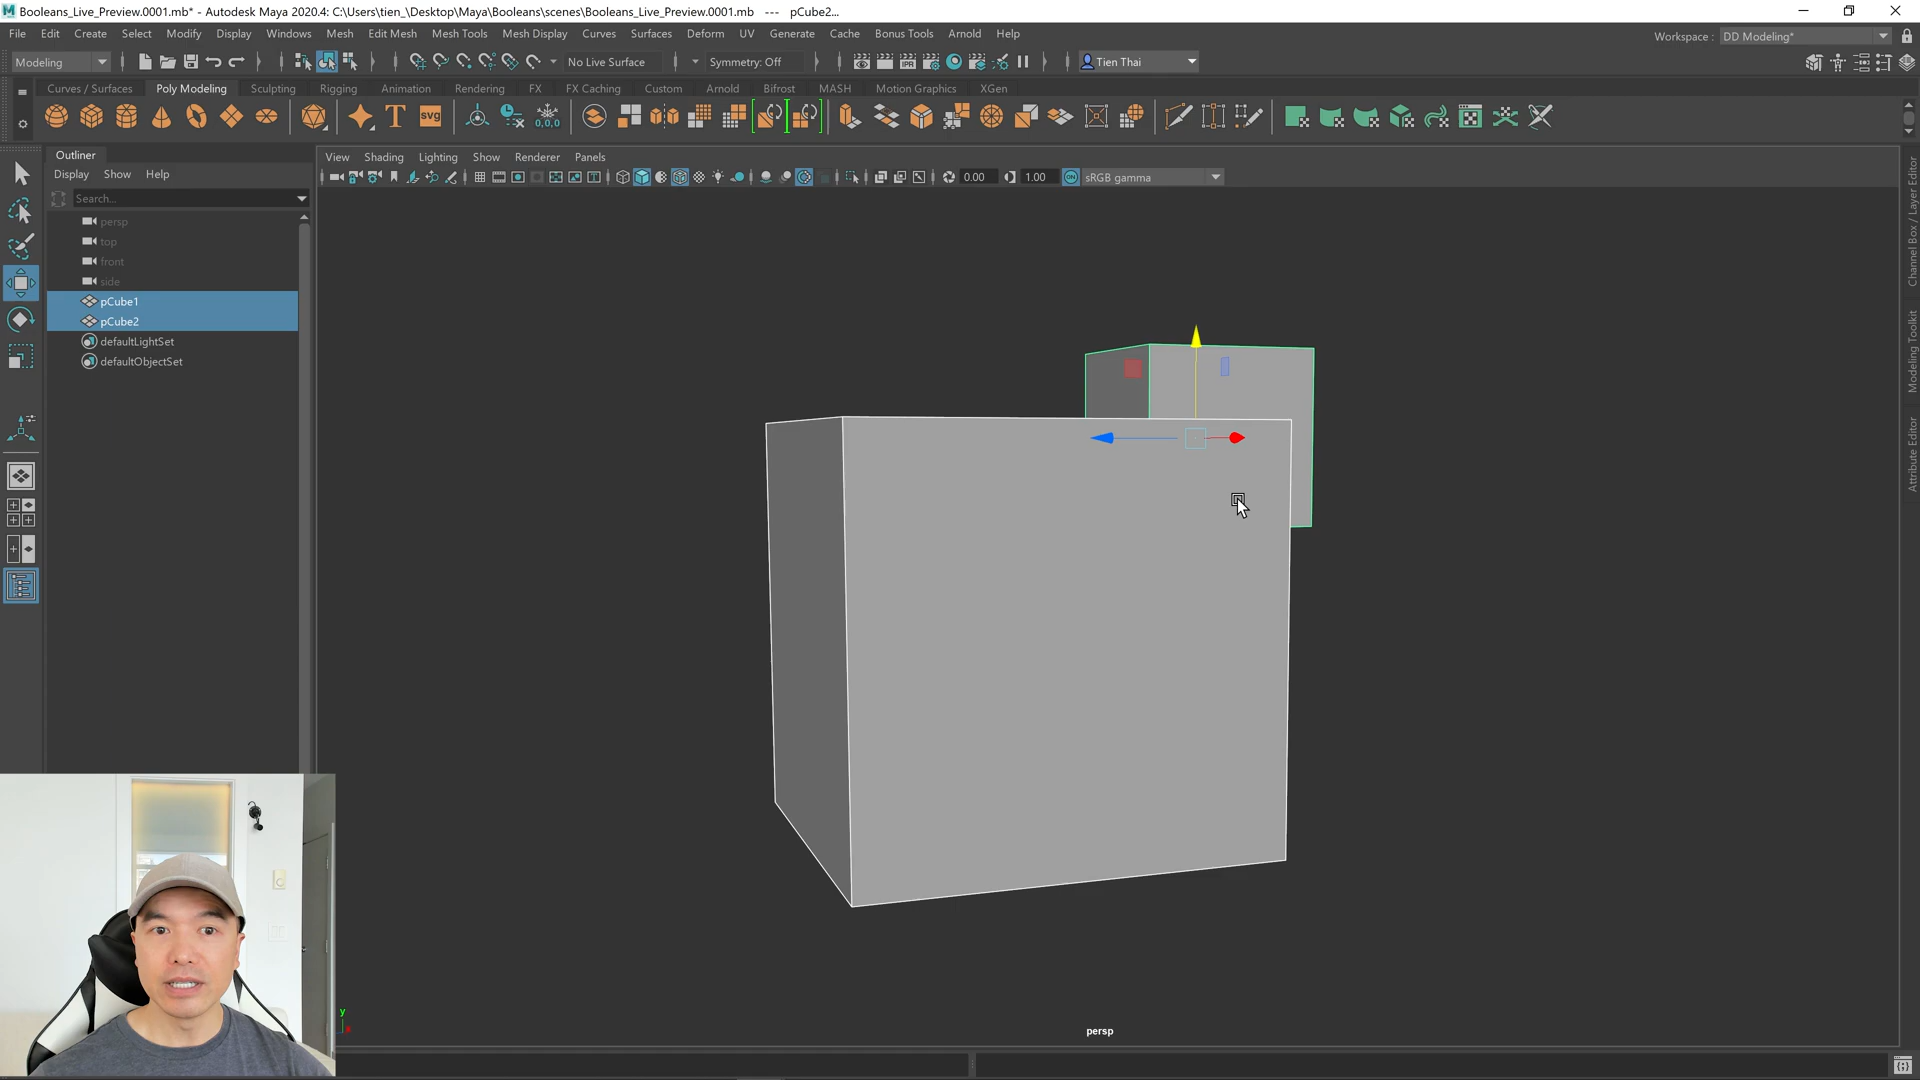 Booleans_Live_Preview.0001.mb* - Autodesk Maya 2020.4: C:\Users\tien_\Desktop\Maya\Booleans\scenes\Booleans_Live_Preview.0001.mb   ---   pCube2...
File Edit Create Select Modify Display Windows Mesh Edit Mesh Mesh Tools Mesh Display Curves Surfaces Deform UV Generate Cache Bonus Tools Arnold Help
Workspace : DD Modeling*
Modeling No Live Surface Symmetry: Off Tien Thai
Curves / Surfaces Poly Modeling Sculpting Rigging Animation Rendering FX FX Caching Custom Arnold Bifrost MASH Motion Graphics XGen
T svg 0,0,0
Outliner
Display Show Help
Search...
persp
top
front
side
pCube1
pCube2
defaultLightSet
defaultObjectSet
View Shading Lighting Show Renderer Panels
0.00 1.00 ON sRGB gamma
Channel Box / Layer Editor
Modeling Toolkit
Attribute Editor
y
persp